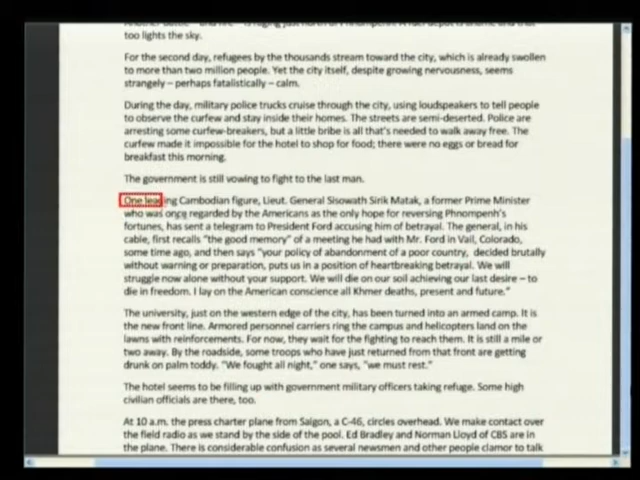 too lights the sky.
For the second day, refugees by the thousands stream toward the city, which is already swollen
to more than two million people. Yet the city itself, despite growing nervousness, seems
strangely – perhaps fatalistically – calm.
During the day, military police trucks cruise through the city, using loudspeakers to tell people
to observe the curfew and stay inside their homes. The streets are semi-deserted. Police are
arresting some curfew-breakers, but a little bribe is all that's needed to walk away free. The
curfew made it impossible for the hotel to shop for food; there were no eggs or bread for
breakfast this morning.
The government is still vowing to fight to the last man.
One leading Cambodian figure, Lieut. General Sisowath Sirik Matak, a former Prime Minister
who was once regarded by the Americans as the only hope for reversing Phnompenh's
fortunes, has sent a telegram to President Ford accusing him of betrayal. The general, in his
cable, first recalls "the good memory" of a meeting he had with Mr. Ford in Vail, Colorado,
some time ago, and then says "your policy of abandonment of a poor country, decided brutally
without warning or preparation, puts us in a position of heartbreaking betrayal. We will
struggle now alone without your support. We will die on our soil achieving our last desire – to
die in freedom. I lay on the American conscience all Khmer deaths, present and future."
The university, just on the western edge of the city, has been turned into an armed camp. It is
the new front line. Armored personnel carriers ring the campus and helicopters land on the
lawns with reinforcements. For now, they wait for the fighting to reach them. It is still a mile or
two away. By the roadside, some troops who have just returned from that front are getting
drunk on palm toddy. "We fought all night," one says, "we must rest."
The hotel seems to be filling up with government military officers taking refuge. Some high
civilian officials are there, too.
At 10 a.m. the press charter plane from Saigon, a C-46, circles overhead. We make contact over
the field radio as we stand by the side of the pool. Ed Bradley and Norman Lloyd of CBS are in
the plane. There is considerable confusion as several newsmen and other people clamor to talk